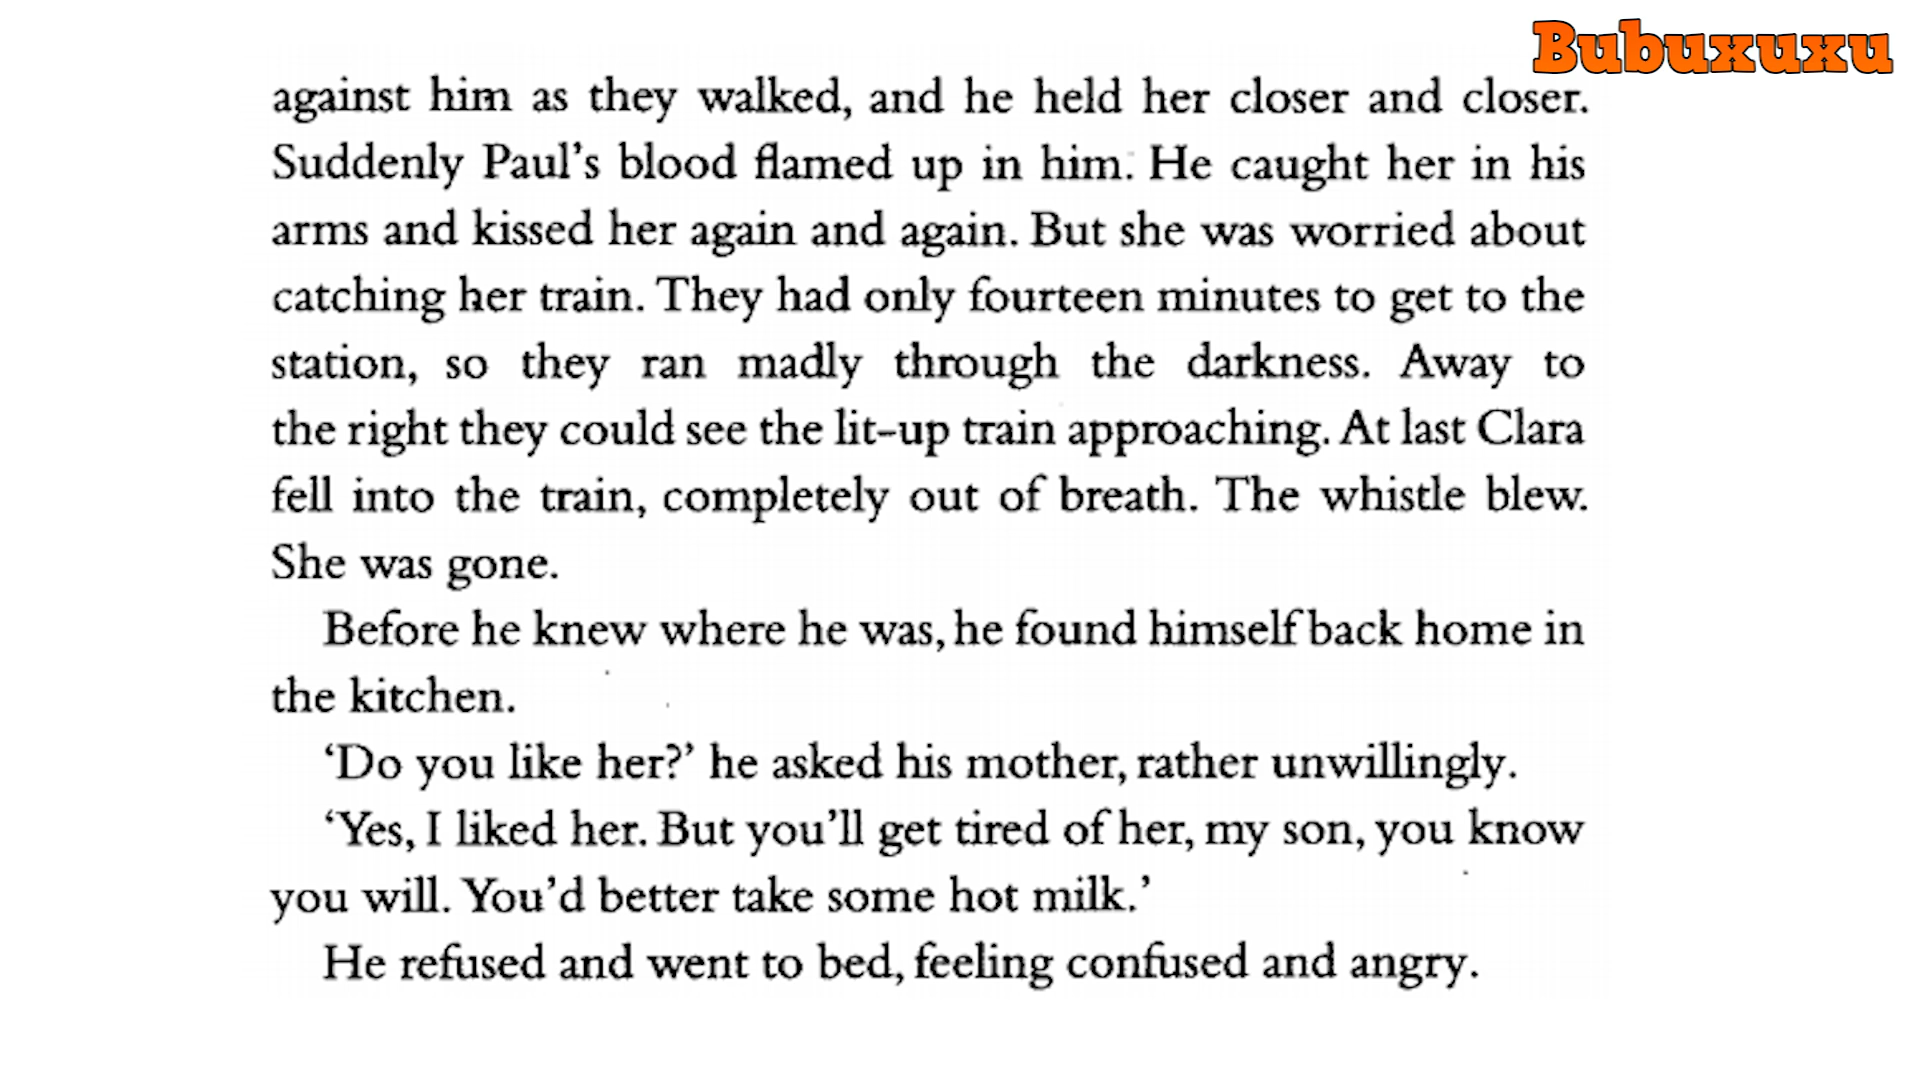 Bubuxuxu
against him as they walked, and he held her closer and closer.
Suddenly Paul's blood flamed up in him. He caught her in his
arms and kissed her again and again. But she was worried about
catching her train. They had only fourteen minutes to get to the
station, so they ran madly through the darkness. Away to
the right they could see the lit-up train approaching. At last Clara
fell into the train, completely out of breath. The whistle blew.
She was gone.
Before he knew where he was, he found himself back home in
the kitchen.
‘Do you like her?’ he asked his mother, rather unwillingly.
‘Yes, I liked her. But you'll get tired of her, my son, you know
you will. You'd better take some hot milk.’
He refused and went to bed, feeling confused and angry.